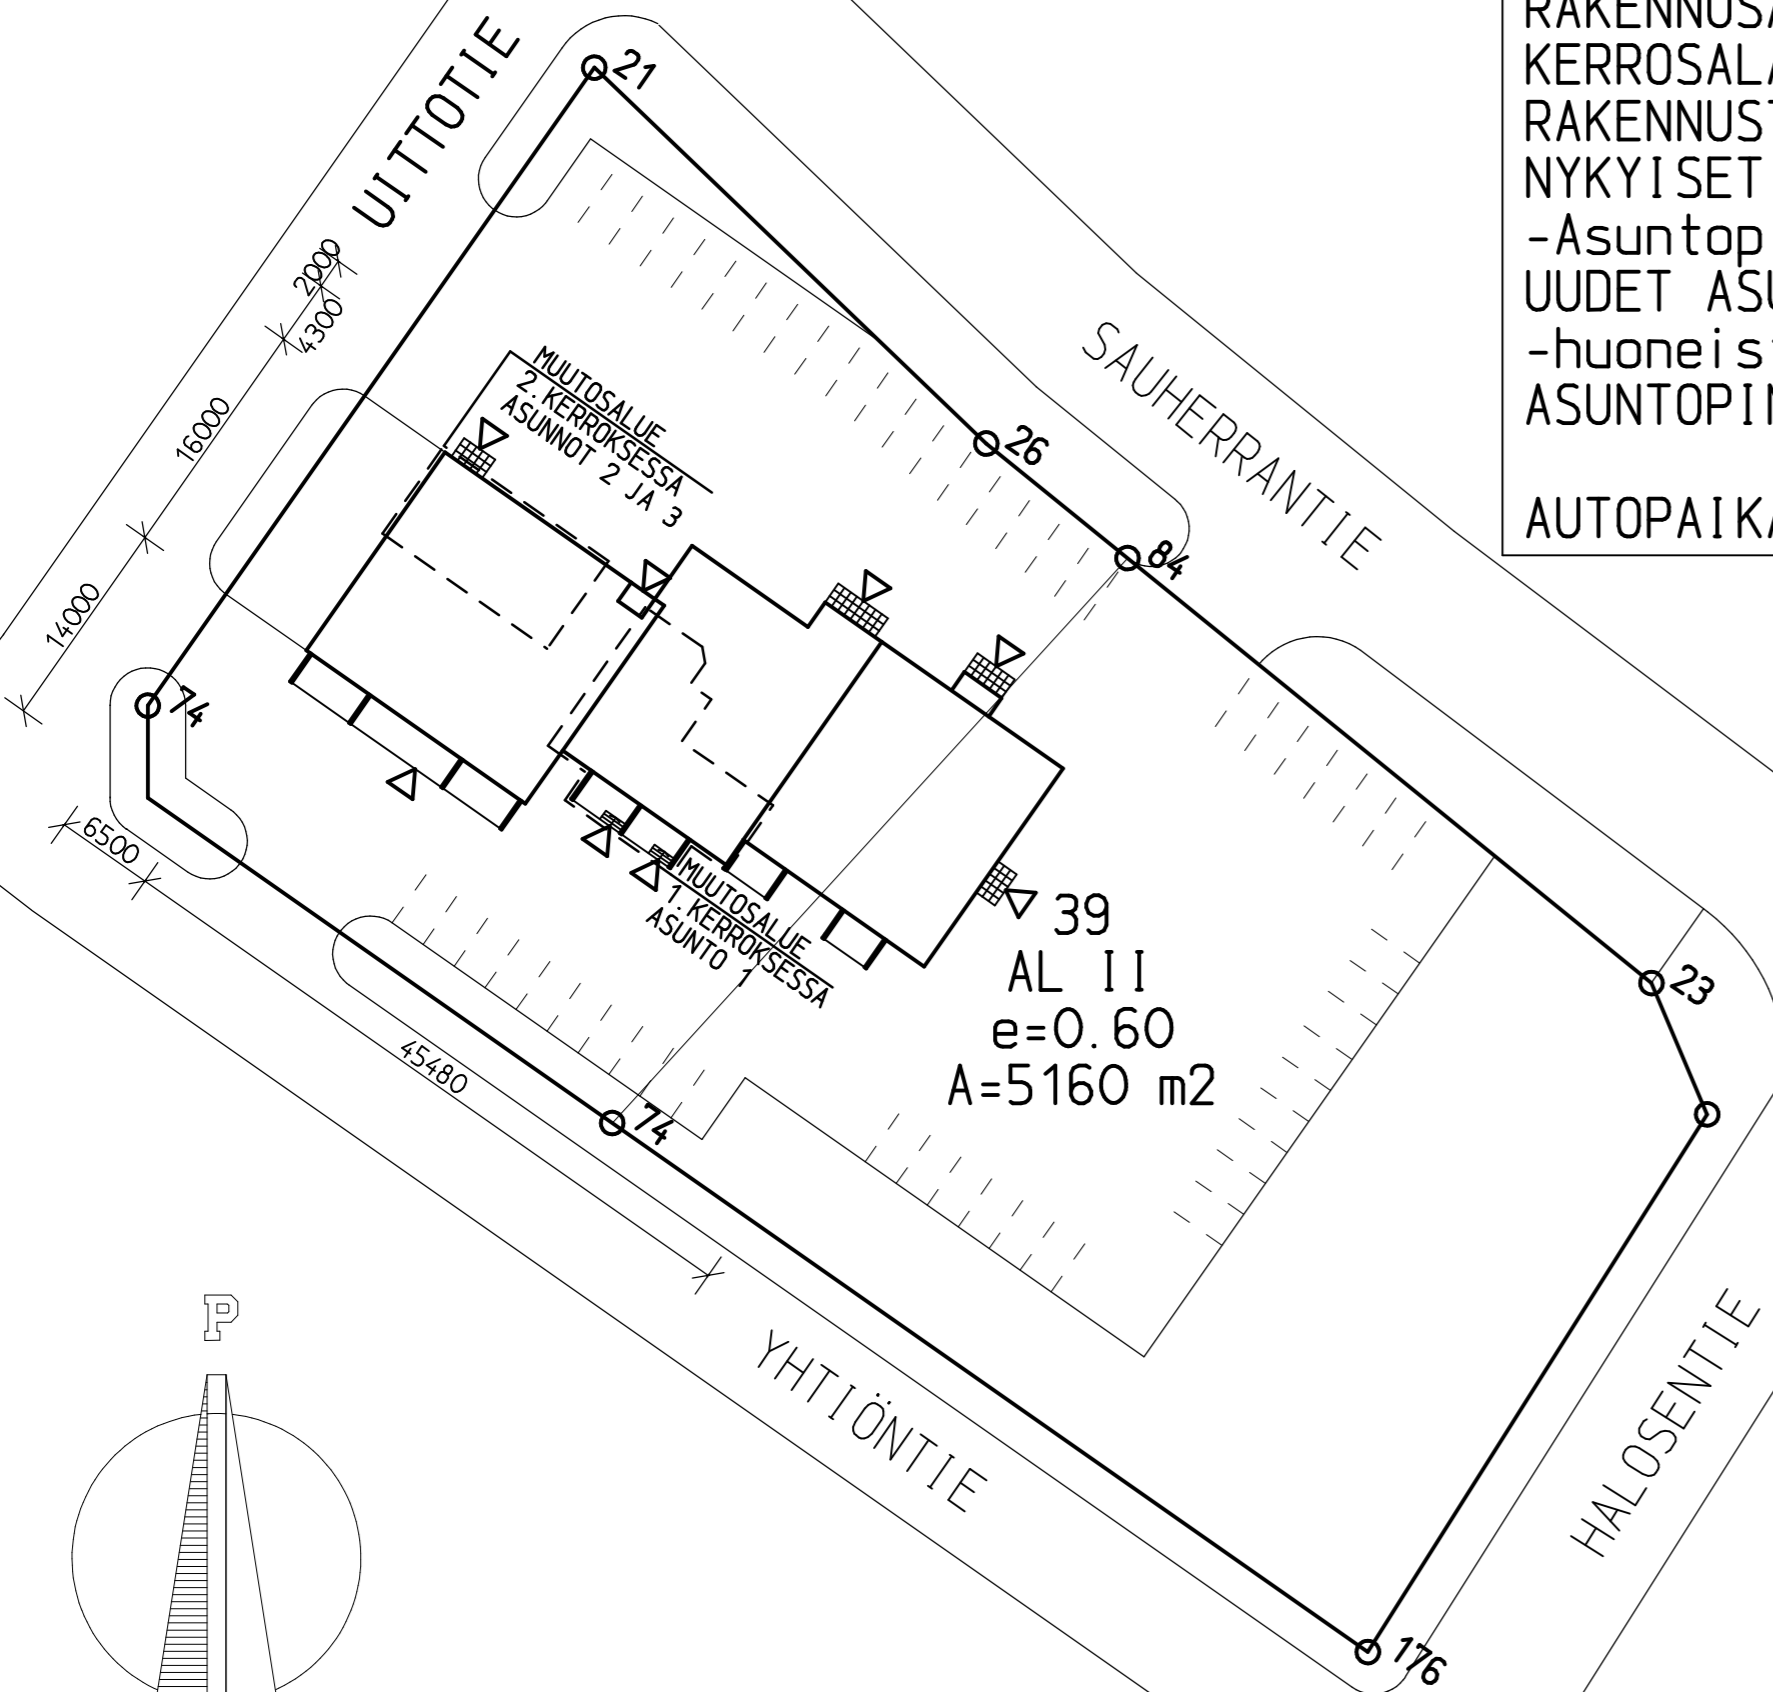 UITTOTIE
21
2000
4300
16000
14000
MUUTOSALUE
2.KERROKSESSA
ASUNNOT 2 JA 3
26
84
SAUHERRANTIE
KERROSAL
RAKENNUS
NYKYISET
-Asuntop
UUDET AS
-huoneis
ASUNTOPI
AUTOPAIK
74
6500
45480
MUUTOSALUE
1.KERROKSESSA
ASUNTO 1
39
AL II
e=0.60
A=5160 m2
23
74
P
YHTIÖNTIE
HALOSENTIE
176